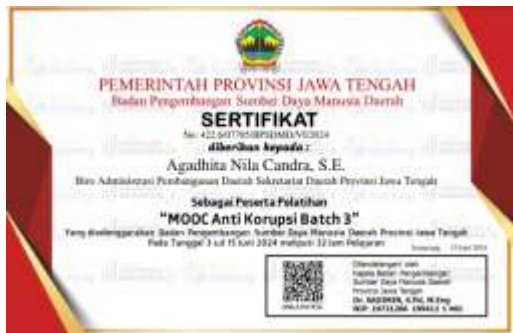 PEMERINTAH PROVINSI JAWA TENGAH
Badan Pengembangan Sumber Daya Manusia Daerah
SERTIFIKAT
diberikan kepada :
Agadhita Nila Candra, S.E.
Biro Administrasi Pembangunan Daerah Sekretariat Daerah Provinsi Jawa Tengah
Sebagai Peserta Pelatihan
"MOOC Anti Korupsi Batch 3"
Yang diselenggarakan Badan Pengembangan Sumber Daya Manusia Daerah Provinsi Jawa Tengah
Pada Tanggal 3 s.d 15 Juni 2024 meliputi 32 Jam Pelajaran
Semarang,
Ditandatangani oleh
Kepala Badan Pengembangan
Sumber Daya Manusia Daerah
Provinsi Jawa Tengah